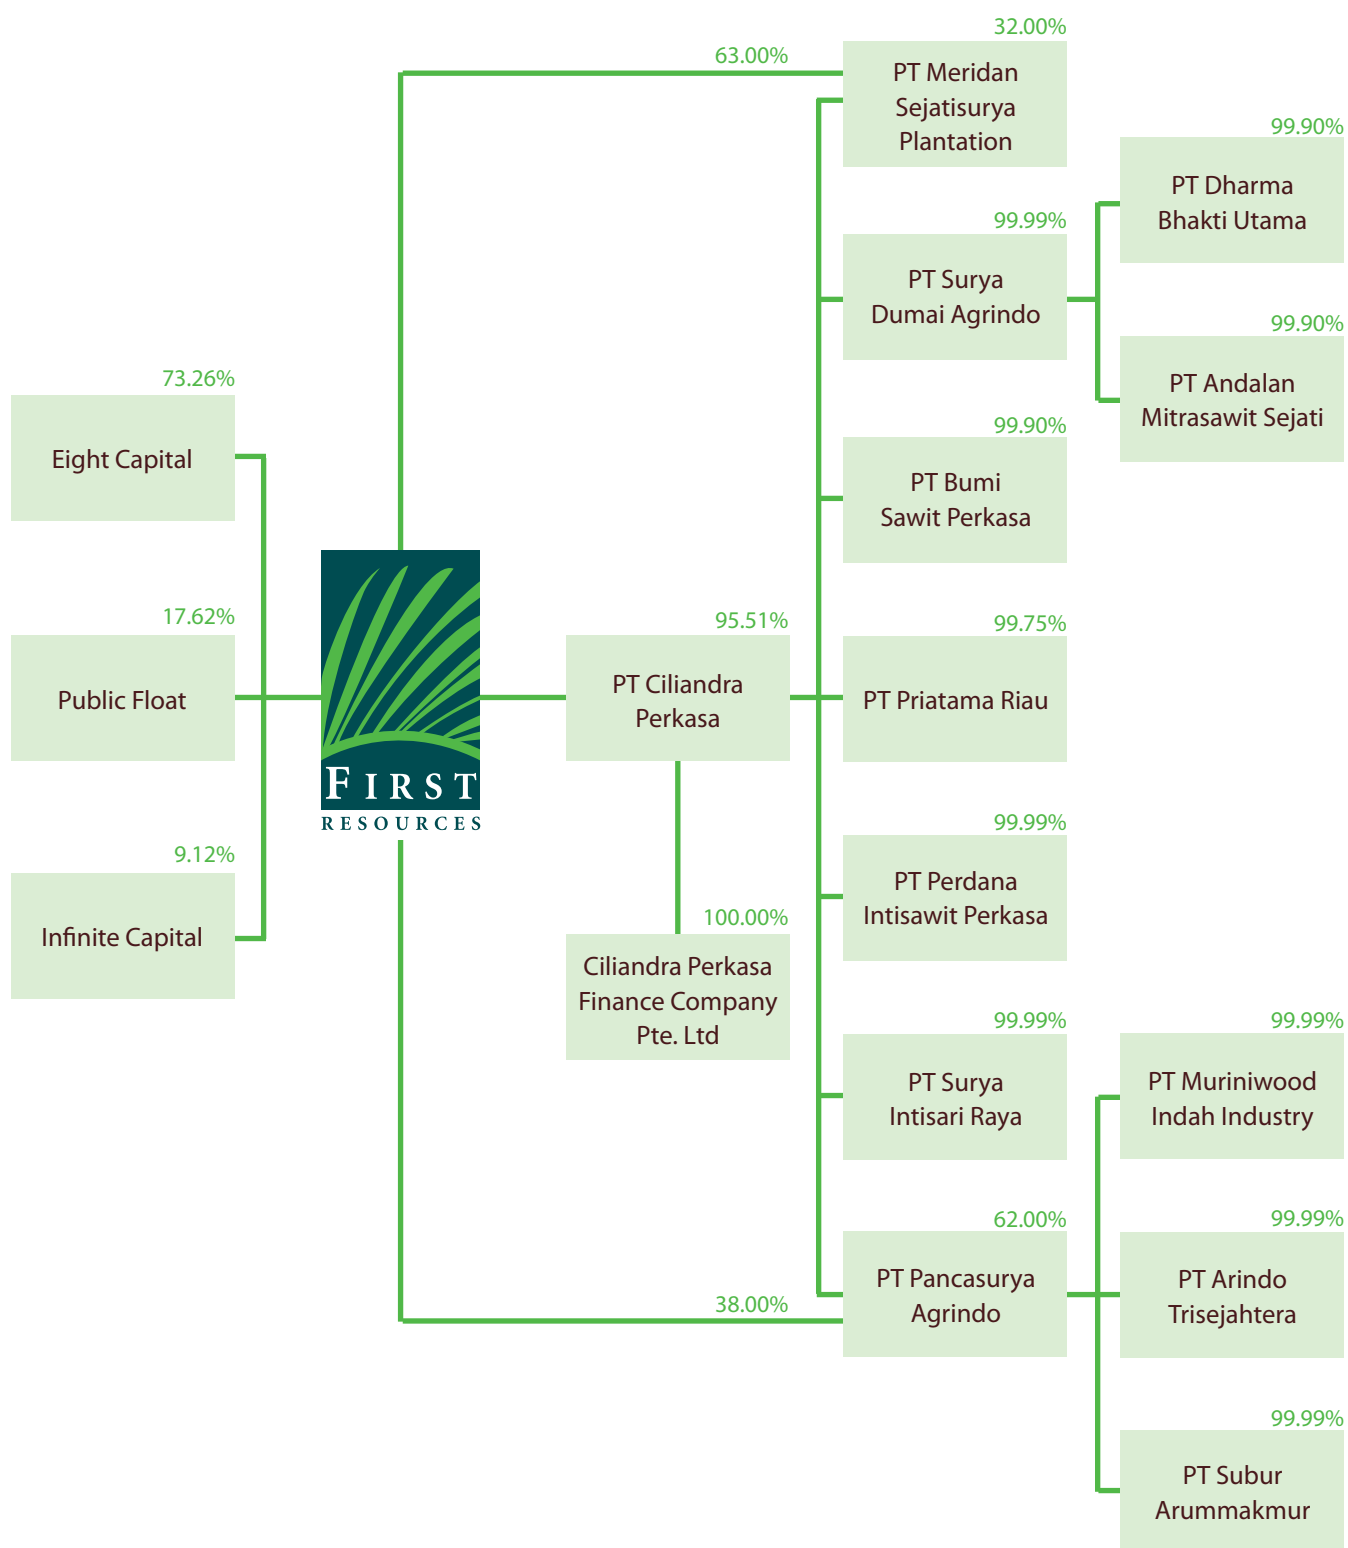 73.26%
Eight Capital
17.62%
Public Float
9.12%
Infinite Capital
FIRST
RESOURCES
63.00%
95.51%
PT Ciliandra
Perkasa
100.00%
Ciliandra Perkasa
Finance Company
Pte. Ltd
38.00%
32.00%
PT Meridan
Sejatisurya
Plantation
99.99%
PT Surya
Dumai Agrindo
99.90%
PT Bumi
Sawit Perkasa
99.75%
PT Priatama Riau
99.99%
PT Perdana
Intisawit Perkasa
99.99%
PT Surya
Intisari Raya
62.00%
PT Pancasurya
Agrindo
99.90%
PT Dharma
Bhakti Utama
99.90%
PT Andalan
Mitrasawit Sejati
99.99%
PT Muriniwood
Indah Industry
99.99%
PT Arindo
Trisejahtera
99.99%
PT Subur
Arummakmur